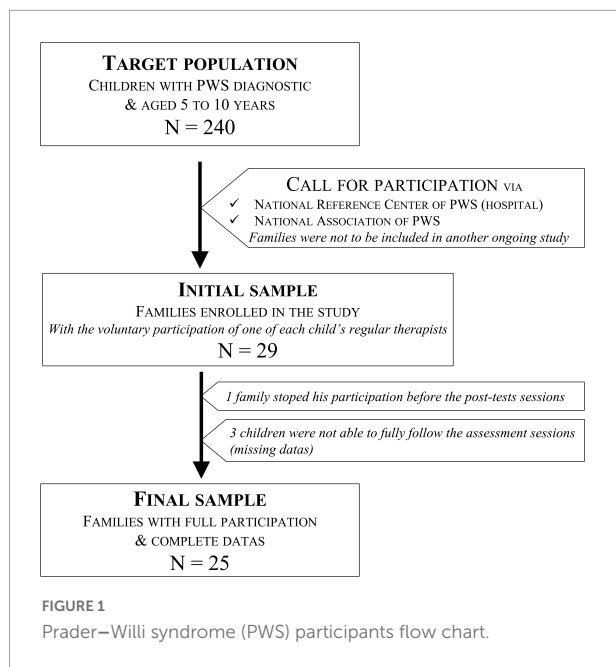 TARGET POPULATION
CHILDREN WITH PWS DIAGNOSTIC
& AGED 5 TO 10 YEARS
N = 240
CALL FOR PARTICIPATION VIA
✓ NATIONAL REFERENCE CENTER OF PWS (HOSPITAL)
✓ NATIONAL ASSOCIATION OF PWS
Families were not to be included in another ongoing study
INITIAL SAMPLE
FAMILIES ENROLLED IN THE STUDY
With the voluntary participation of one of each child's regular therapists
N = 29
1 family stoped his participation before the post-tests sessions
3 children were not able to fully follow the assessment sessions
(missing datas)
FINAL SAMPLE
FAMILIES WITH FULL PARTICIPATION
& COMPLETE DATAS
N = 25
FIGURE 1
Prader–Willi syndrome (PWS) participants flow chart.